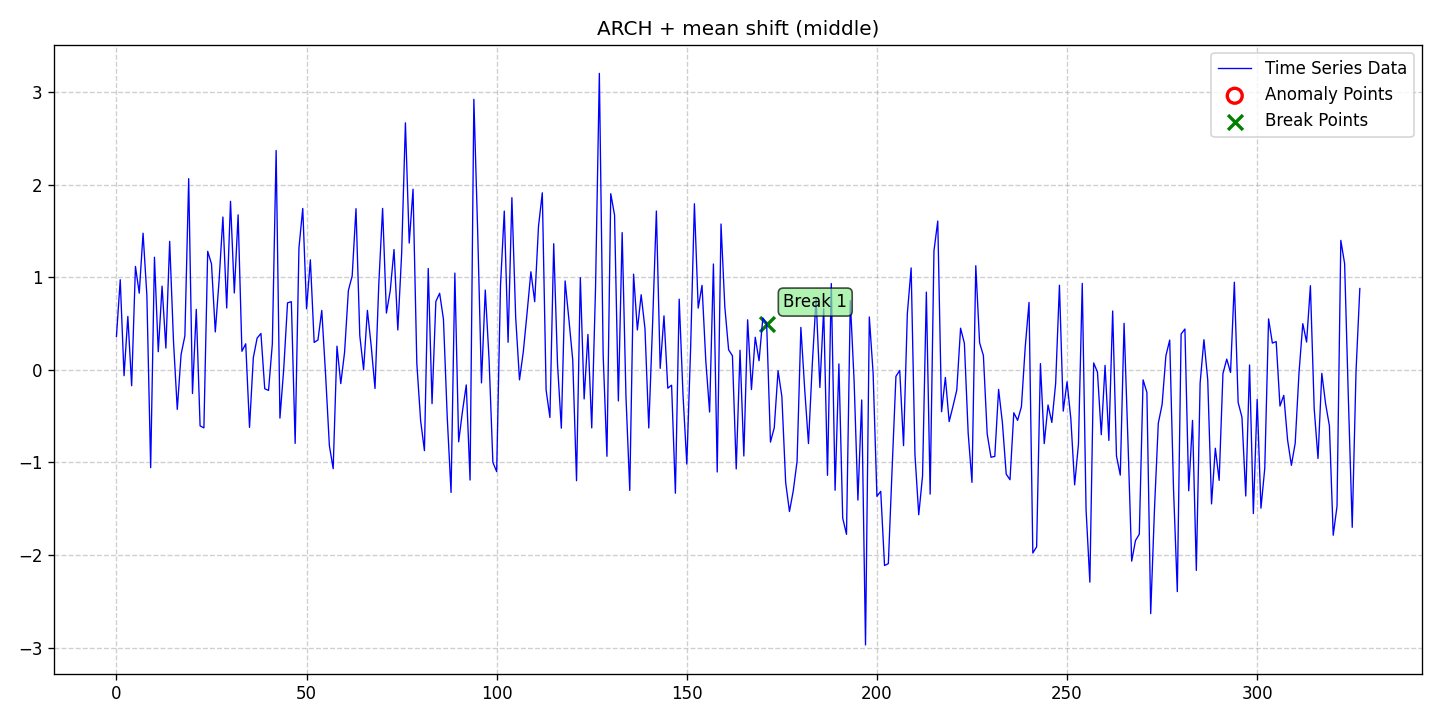 ARCH + mean shift (middle)
Time Series Data
Anomaly Points
Break Points
Break 1
3
2
1
0
−1
−2
−3
0 50 100 150 200 250 300